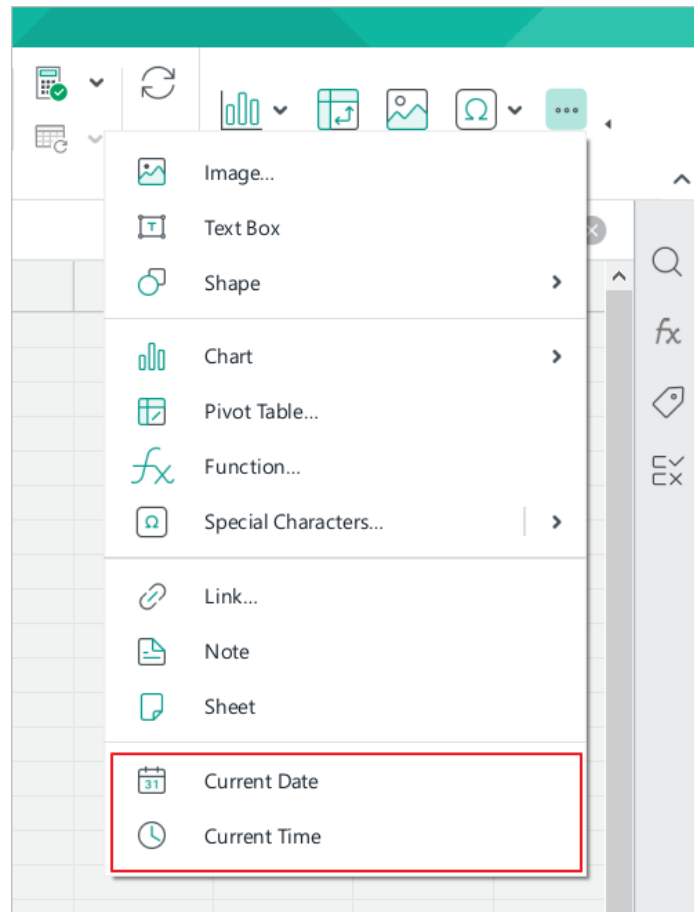 Image...
Text Box
Shape
Chart
Pivot Table...
Function...
Special Characters...
Link...
Note
Sheet
Current Date
Current Time